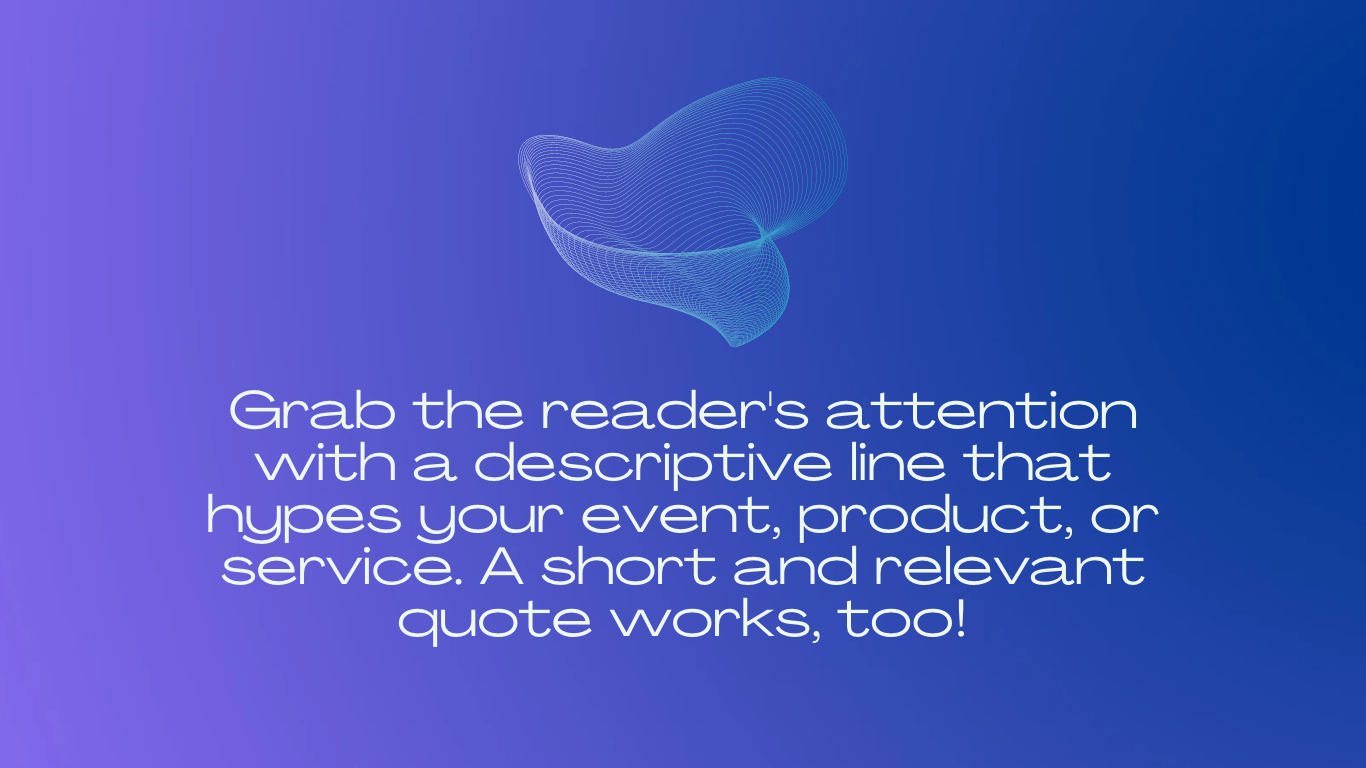 Grab the reader's attention
with a descriptive line that
hypes your event, product, or
service. A short and relevant
quote works, too!